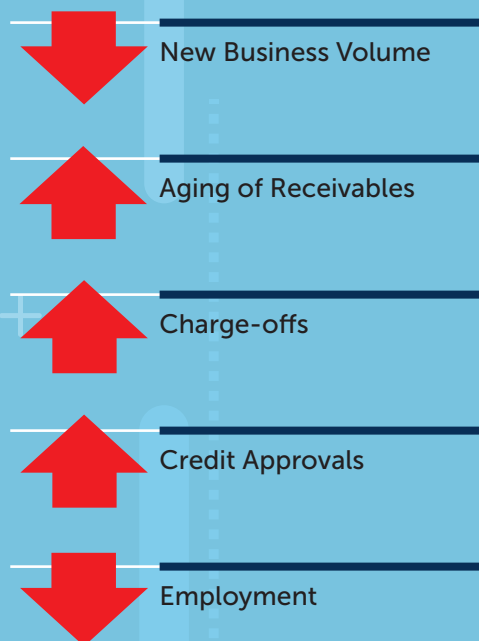 New Business Volume
Aging of Receivables
Charge-offs
Credit Approvals
Employment